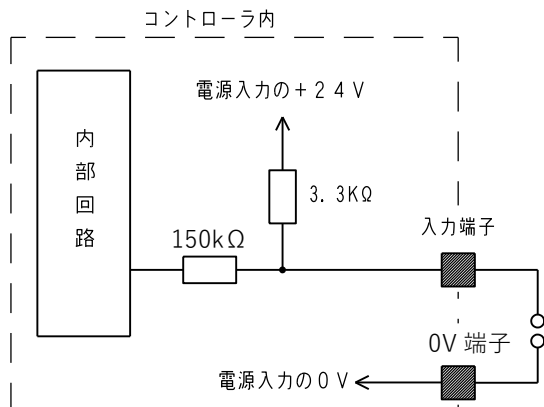 コントローラ内
電源入力の+24V
内部回路
3.3KΩ
150kΩ
入力端子
0V 端子
電源入力の0V